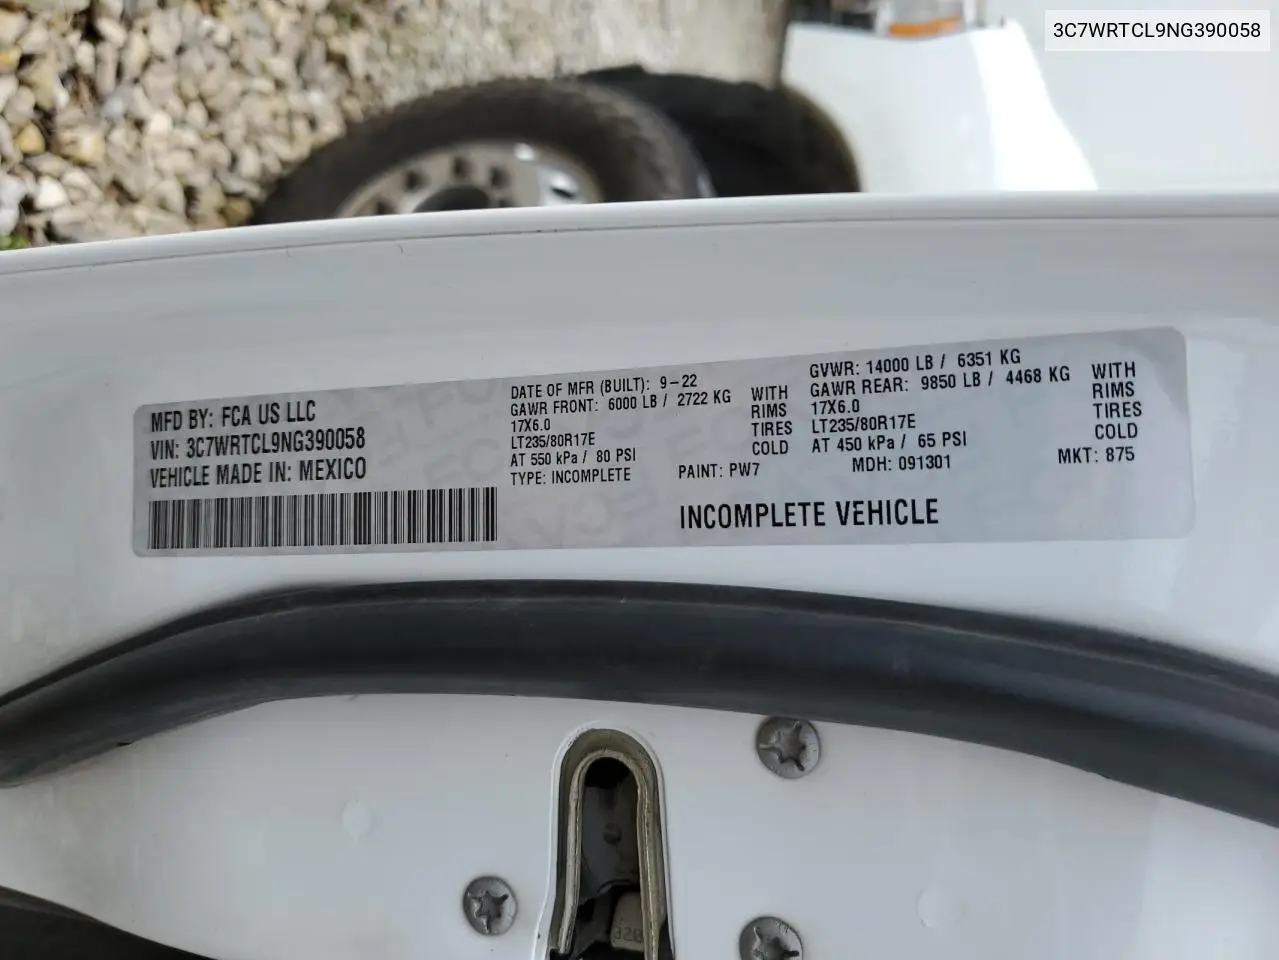 3C7WRTCL9NG390058
MFD BY: FCA US LLC
VIN: 3C7WRTCL9NG390058
VEHICLE MADE IN: MEXICO
DATE OF MFR (BUILT): 9-22
GAWR FRONT: 6000 LB / 2722 KG WITH
17X6.0 RIMS
LT235/80R17E TIRES
AT 550 kPa / 80 PSI COLD
TYPE: INCOMPLETE PAINT: PW7
GVWR: 14000 LB / 6351 KG
GAWR REAR: 9850 LB / 4468 KG WITH
17X6.0 RIMS
LT235/80R17E TIRES
AT 450 kPa / 65 PSI COLD
MDH: 091301 MKT: 875
INCOMPLETE VEHICLE